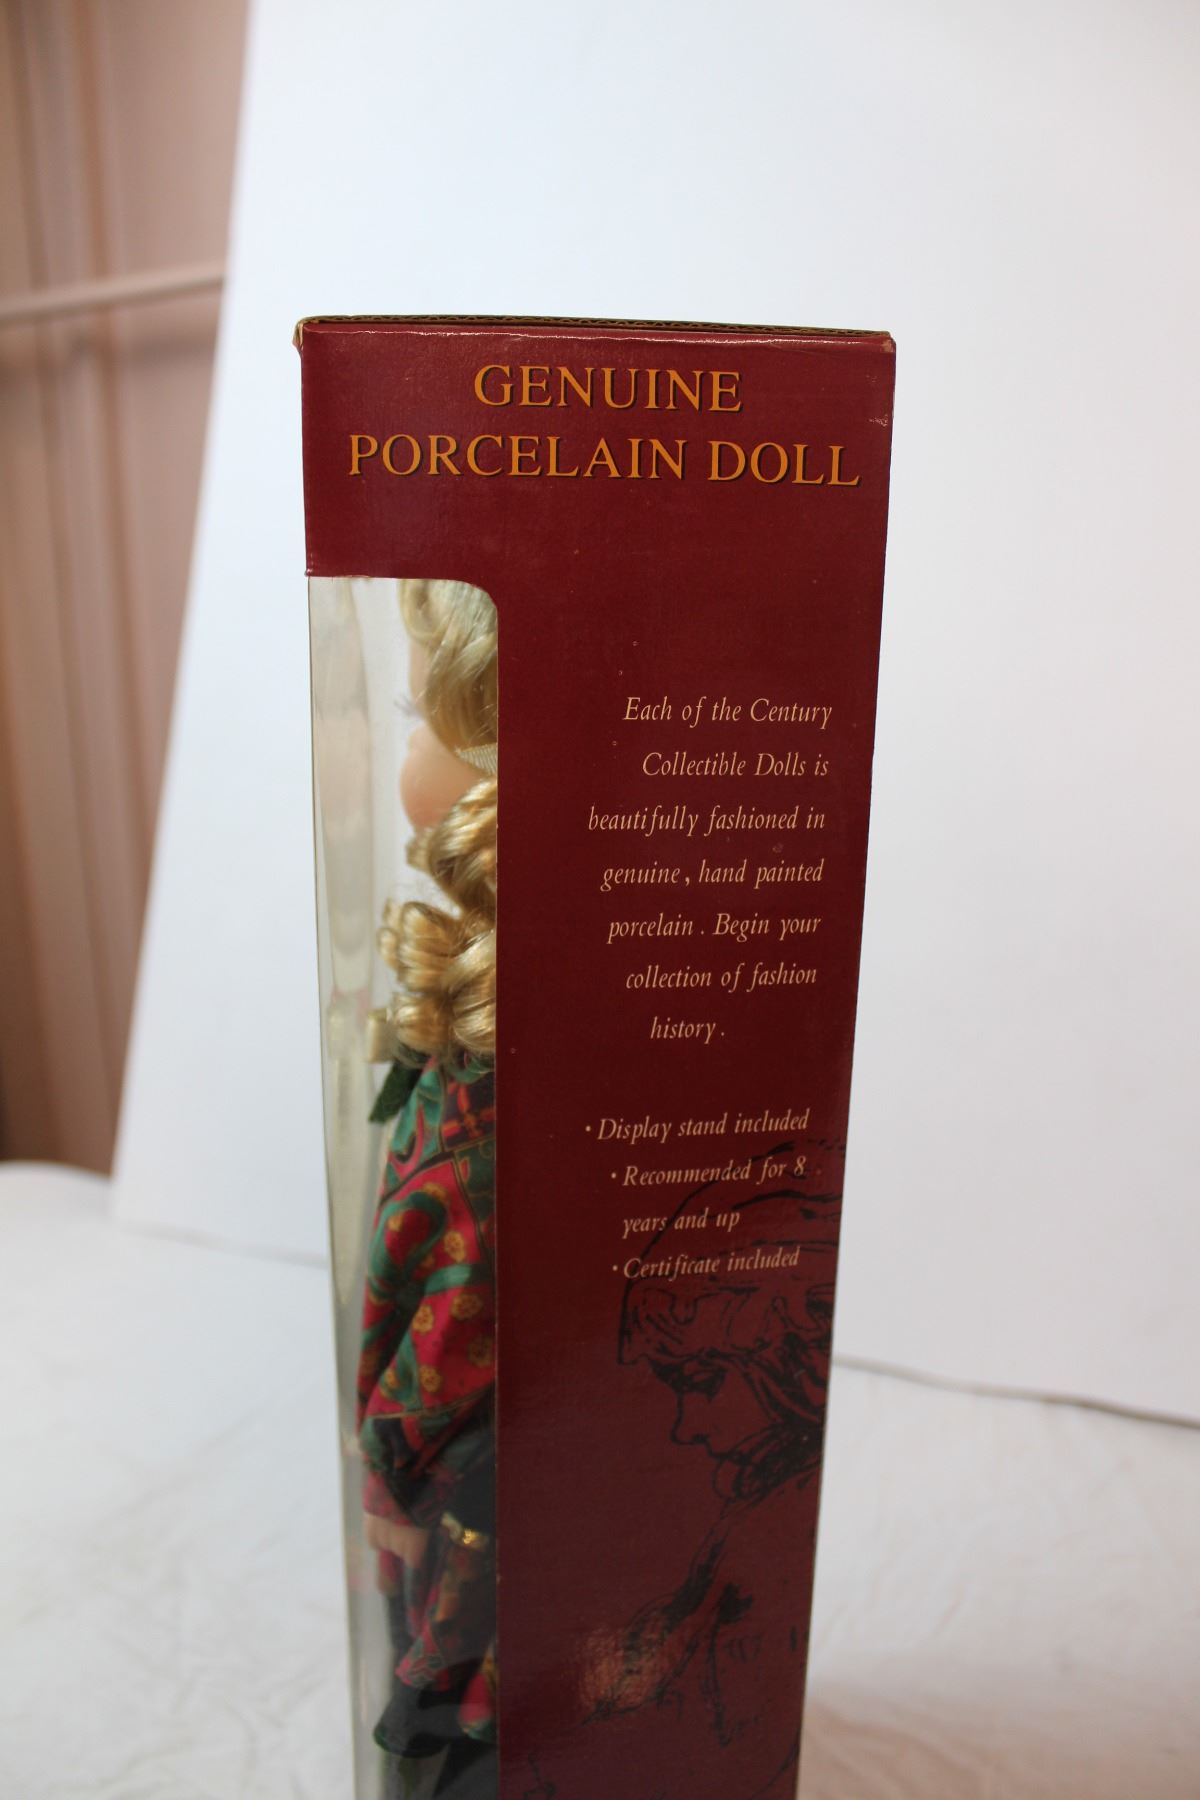 GENUINE
PORCELAIN DOLL
Each of the Century
Collectible Dolls is
beautifully fashioned in
genuine, hand painted
porcelain. Begin your
collection of fashion
history.
• Display stand included
• Recommended for 8
years and up
• Certificate included